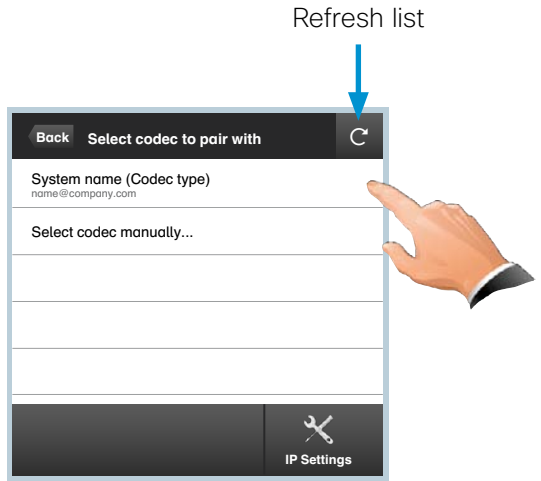 Refresh list
Back Select codec to pair with
System name (Codec type)
name@company.com
Select codec manually...
IP Settings